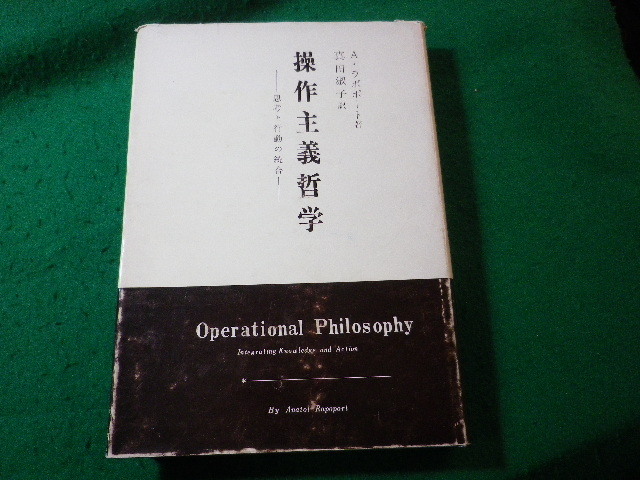 A・ラポポート著
真田淑子訳
操作主義哲学
―思考と行動の統合―
Operational Philosophy
Integrating Knowledge and Action
*
By Anatol Rapoport